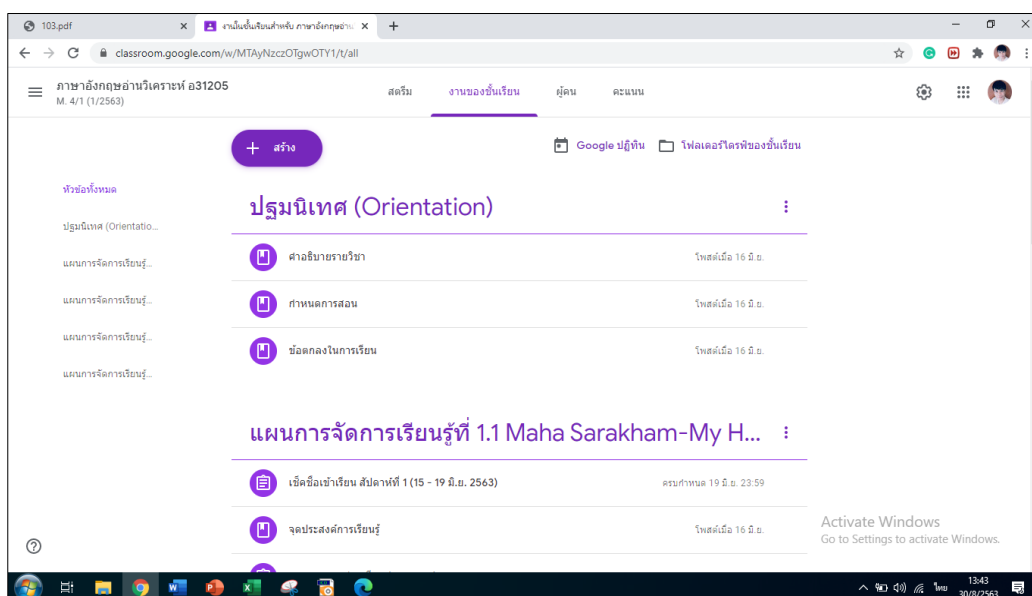 103.pdf
งานในชั้นเรียนสำหรับ ภาษาอังกฤษอ่าน
classroom.google.com/w/MTAyNzczOTgwOTY1/t/all
ภาษาอังกฤษอ่านวิเคราะห์ อ31205
M. 4/1 (1/2563)
สตรีม
งานของชั้นเรียน
ผู้คน
คะแนน
สร้าง
Google ปฏิทิน
โฟลเดอร์ไดรฟ์ของชั้นเรียน
หัวข้อทั้งหมด
ปฐมนิเทศ (Orientatio...
แผนการจัดการเรียนรู้...
แผนการจัดการเรียนรู้...
แผนการจัดการเรียนรู้...
แผนการจัดการเรียนรู้...
ปฐมนิเทศ (Orientation)
คำอธิบายรายวิชา
โพสต์เมื่อ 16 มิ.ย.
กำหนดการสอน
โพสต์เมื่อ 16 มิ.ย.
ข้อตกลงในการเรียน
โพสต์เมื่อ 16 มิ.ย.
แผนการจัดการเรียนรู้ที่ 1.1 Maha Sarakham-My H...
เช็คชื่อเข้าเรียน สัปดาห์ที่ 1 (15 - 19 มิ.ย. 2563)
ครบกำหนด 19 มิ.ย. 23:59
จุดประสงค์การเรียนรู้
โพสต์เมื่อ 16 มิ.ย.
Activate Windows
Go to Settings to activate Windows.
ไทย
13:43
30/8/2563